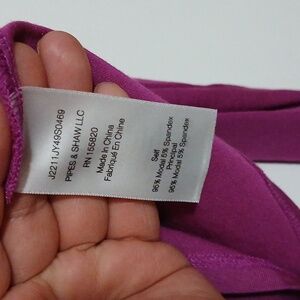 J2211JY49S0469
PIPES & SHAW LLC
RN 155820
Made In China
Fabriqué En Chine
Self
95% Modal 5% Spandex
Principal
95% Modal 5% Spandex